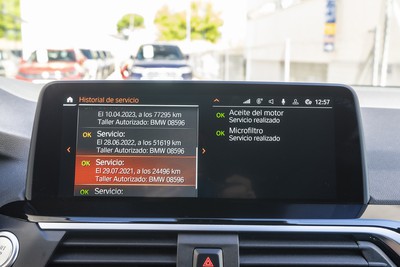 Historial de servicio
12:57
El 10.04.2023, a los 77295 km
Taller Autorizado: BMW 08596
OK Servicio:
El 28.06.2022, a los 51619 km
Taller Autorizado: BMW 08596
OK Servicio:
El 29.07.2021, a los 24496 km
Taller Autorizado: BMW 08596
OK Servicio:
OK Aceite del motor
Servicio realizado
OK Microfiltro
Servicio realizado